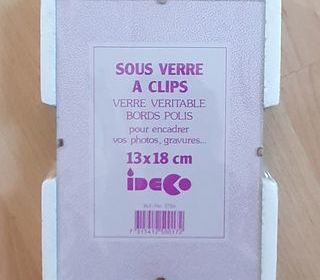 SOUS VERRE
A CLIPS
VERRE VERITABLE
BORDS POLIS
pour encadrer
vos photos, gravures...
13x18 cm
iDeCo